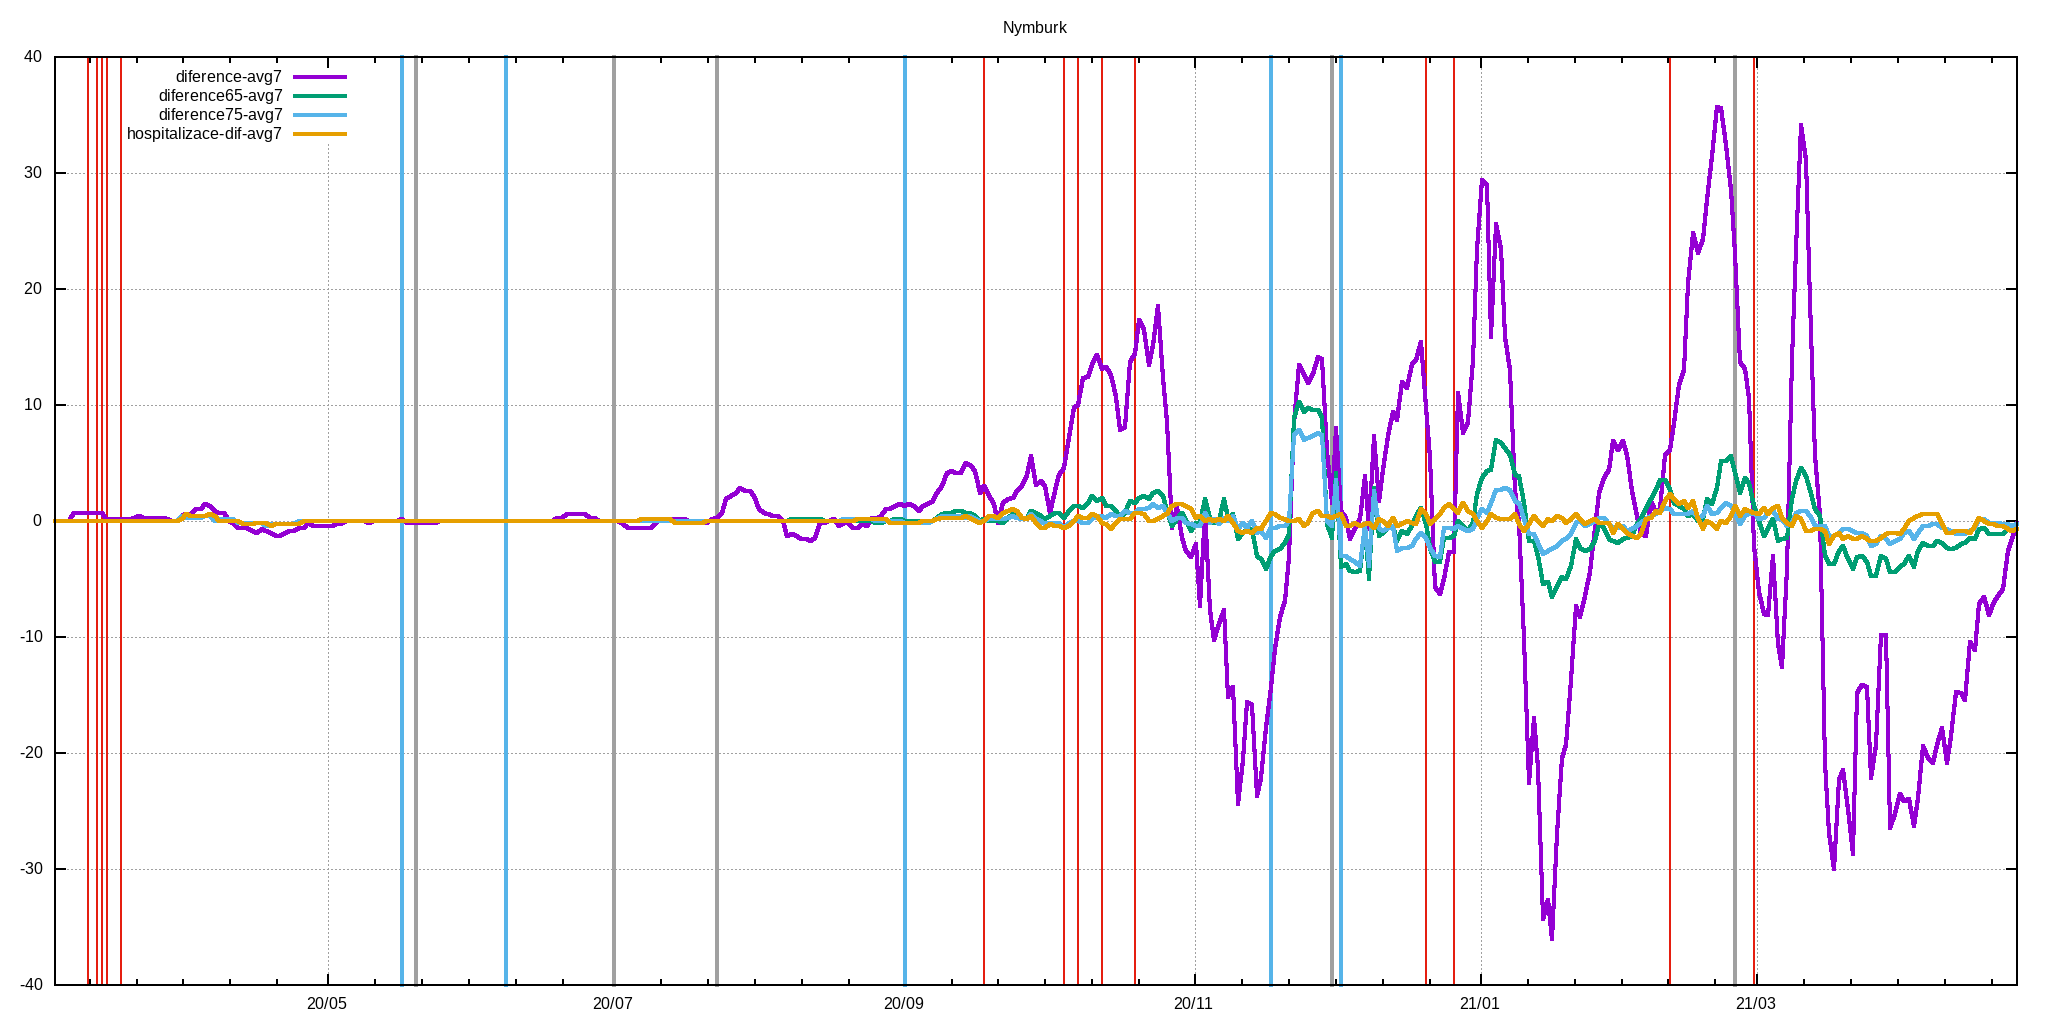 Nymburk
40
diference-avg7
diference65-avg7
diference75-avg7
hospitalizace-dif-avg7
30
20
10
0
-10
-20
-30
-40
20/05 20/07 20/09 20/11 21/01 21/03